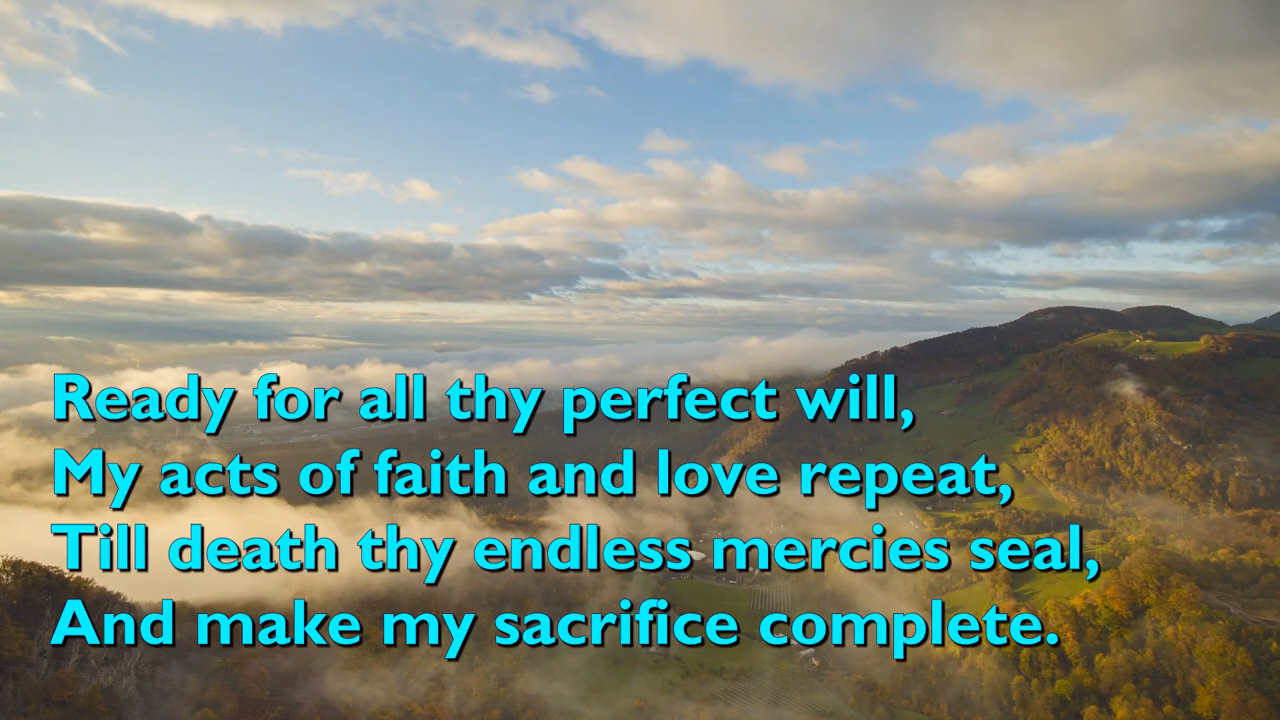 Ready for all thy perfect will,
My acts of faith and love repeat,
Till death thy endless mercies seal,
And make my sacrifice complete.